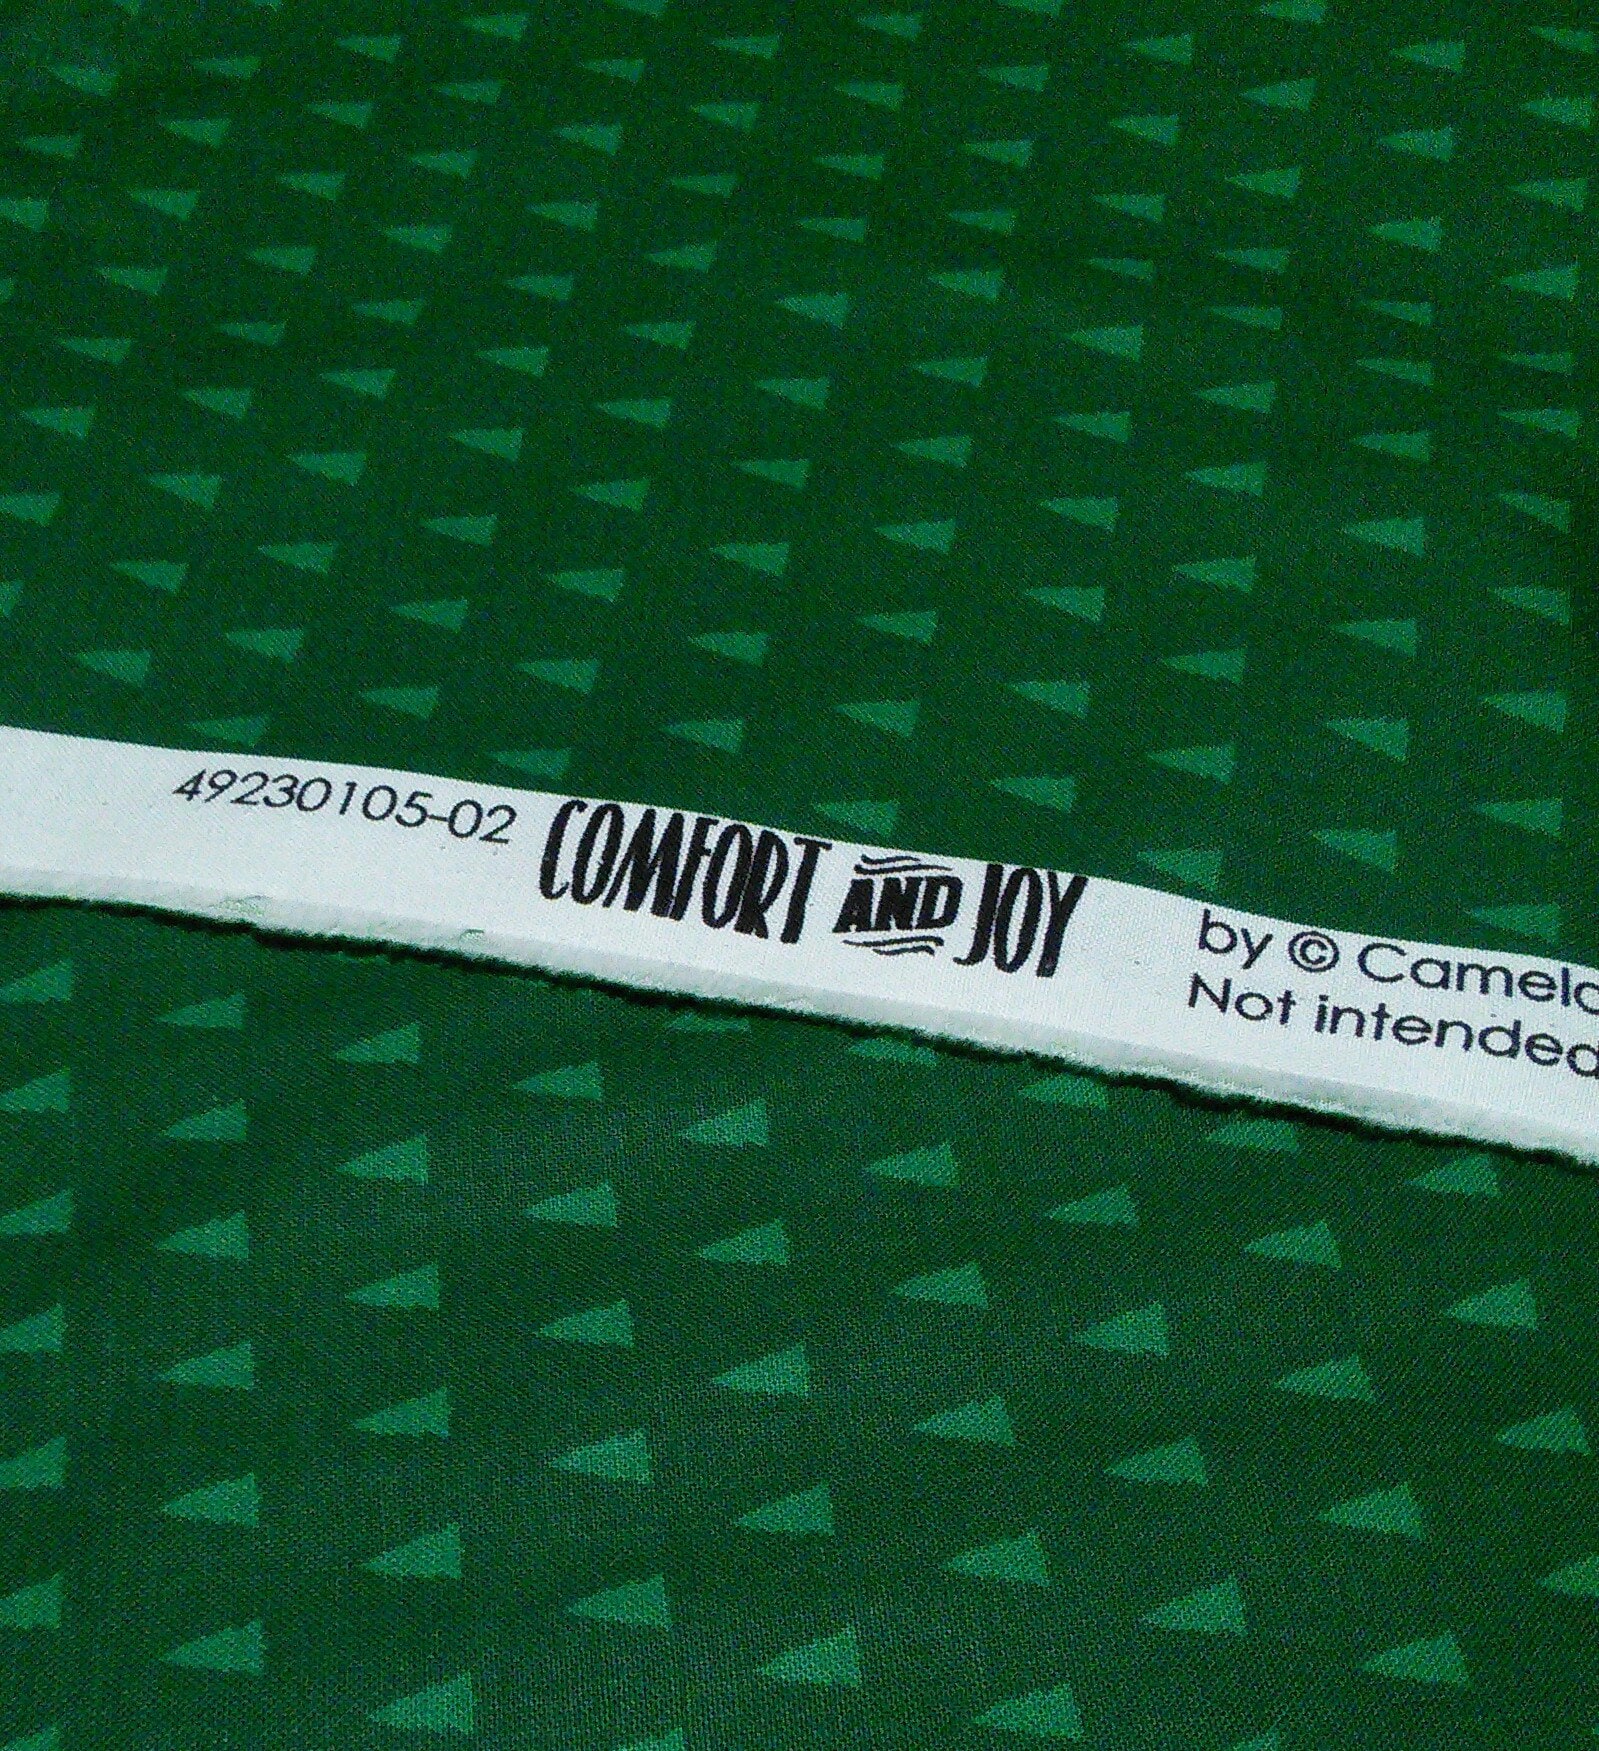 49230105-02 COMFORT AND JOY by © Camelo
Not intended